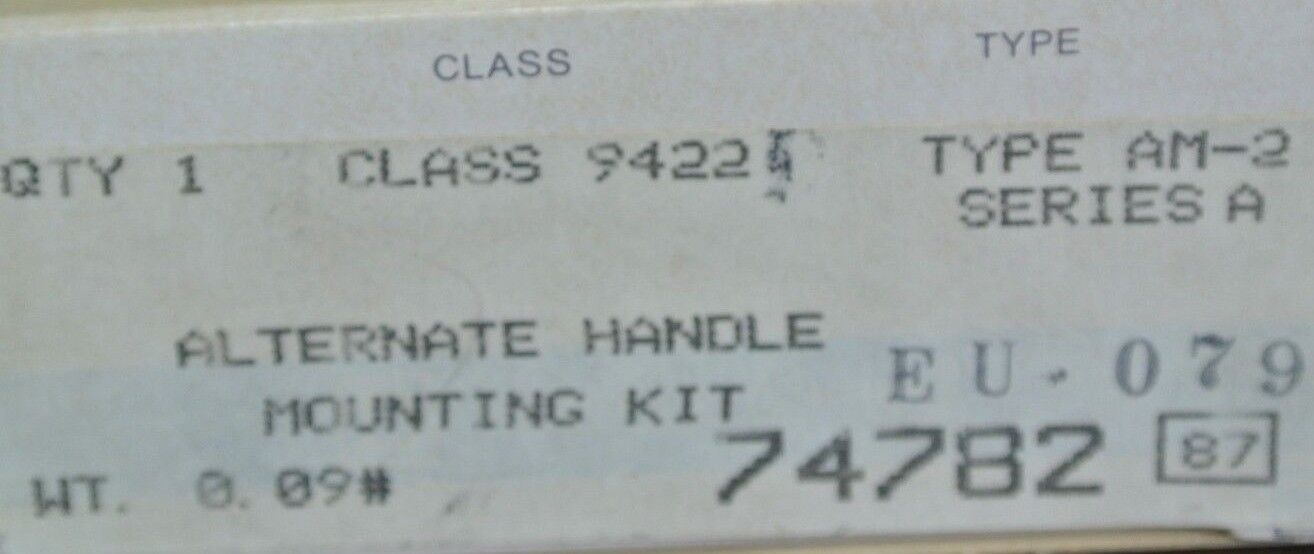 CLASS TYPE
QTY 1 CLASS 9422 TYPE AM-2
SERIES A
ALTERNATE HANDLE
MOUNTING KIT EU-079
WT. 0.09# 74782 87